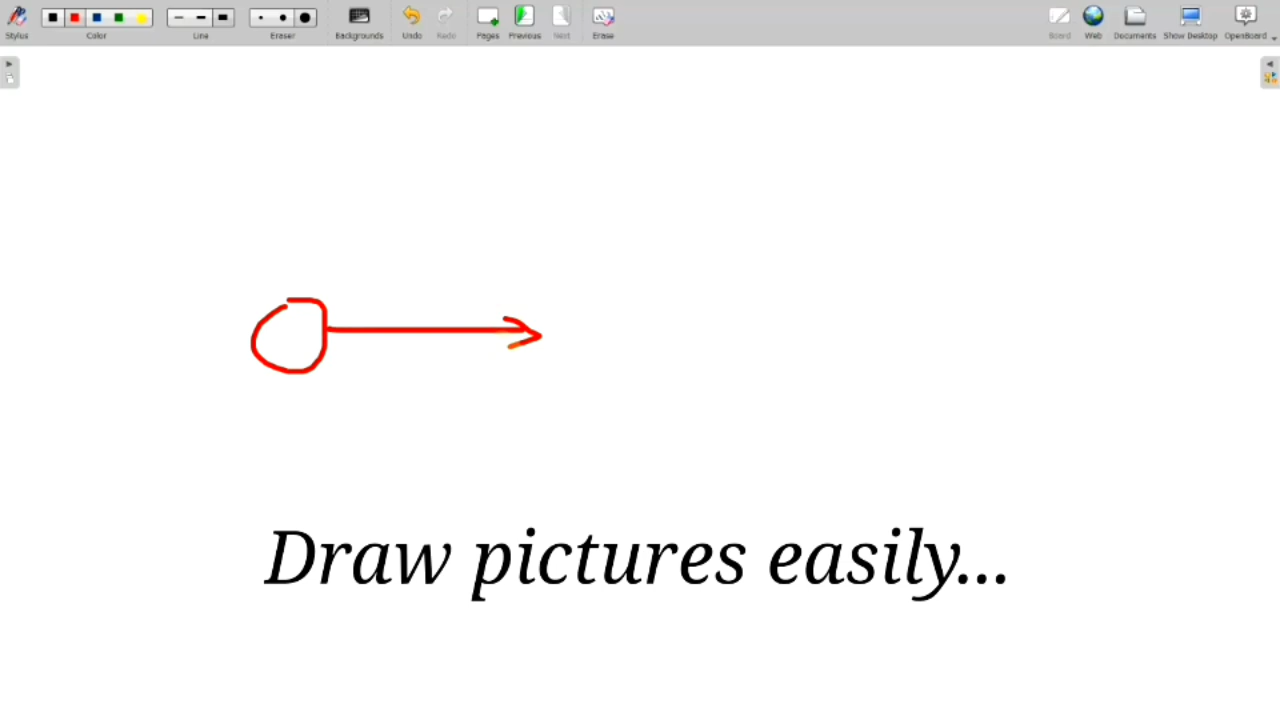 Stylus Color Line Eraser Backgrounds Undo Redo Pages Previous Next Erase Board Web Documents Show Desktop OpenBoard
Draw pictures easily...